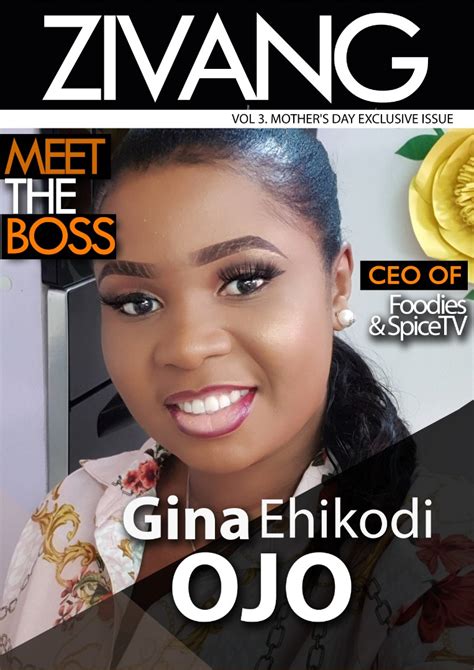 ZIVANG
VOL 3. MOTHER'S DAY EXCLUSIVE ISSUE
MEET
THE
BOSS
CEO OF
Foodies
& SpiceTV
Gina Ehikodi
OJO